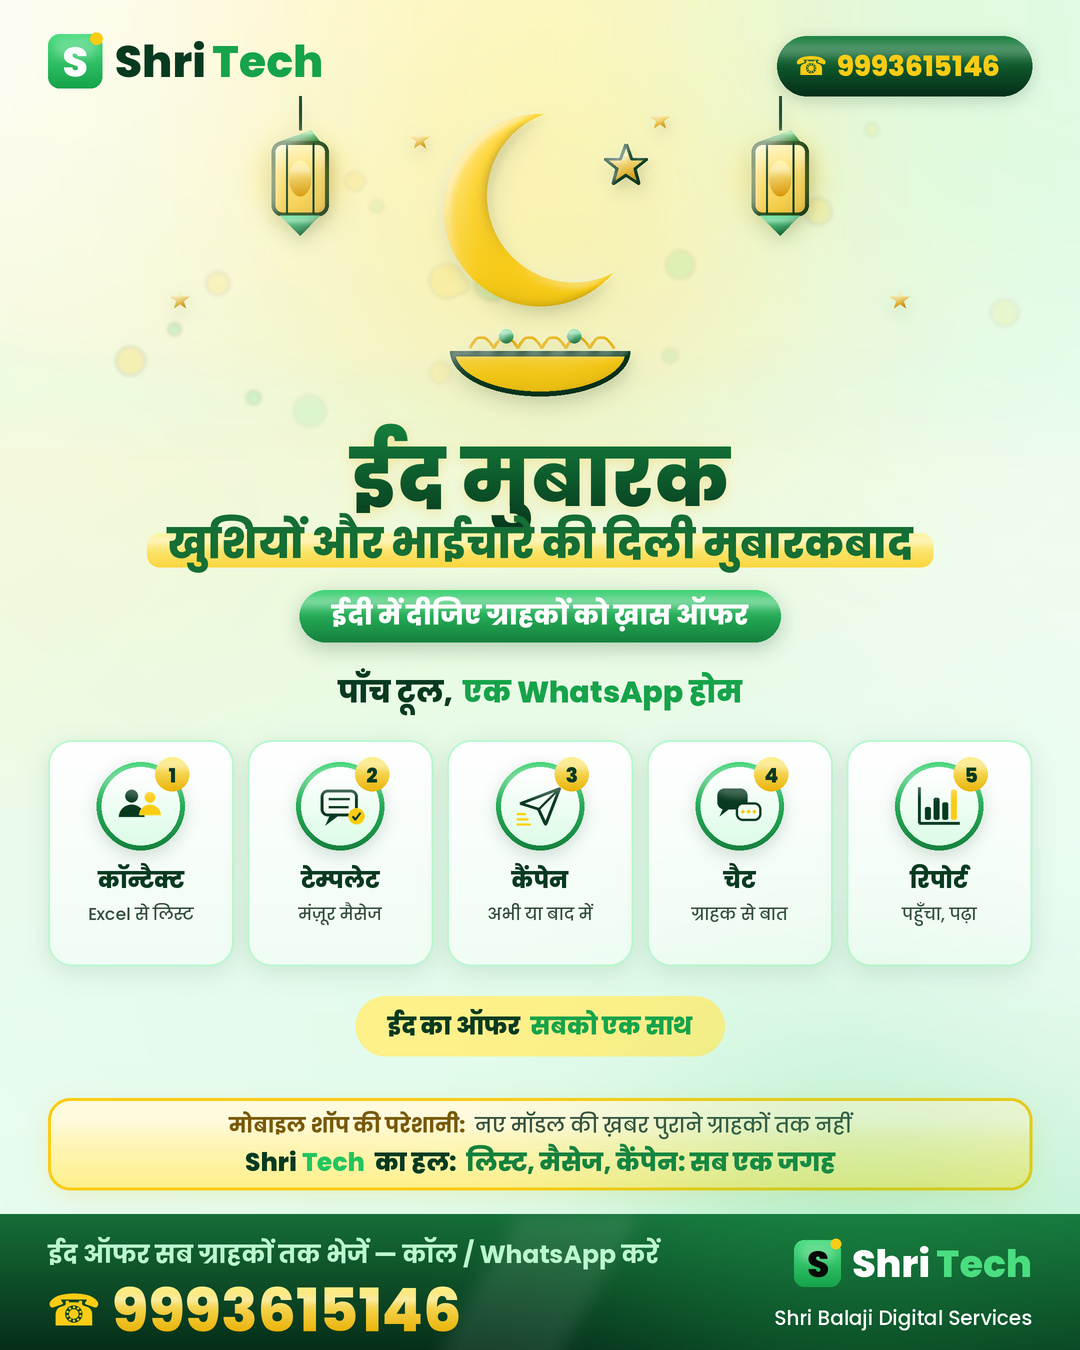 S Shri Tech
☎ 9993615146
ईद मुबारक
खुशियों और भाईचारे की दिली मुबारकबाद
ईदी में दीजिए ग्राहकों को ख़ास ऑफर
पाँच टूल, एक WhatsApp होम
1
कॉन्टैक्ट
Excel से लिस्ट
2
टेम्पलेट
मंज़ूर मैसेज
3
कैंपेन
अभी या बाद में
4
चैट
ग्राहक से बात
5
रिपोर्ट
पहुँचा, पढ़ा
ईद का ऑफर सबको एक साथ
मोबाइल शॉप की परेशानी: नए मॉडल की ख़बर पुराने ग्राहकों तक नहीं
Shri Tech का हल: लिस्ट, मैसेज, कैंपेन: सब एक जगह
ईद ऑफर सब ग्राहकों तक भेजें — कॉल / WhatsApp करें
☎ 9993615146
S Shri Tech
Shri Balaji Digital Services